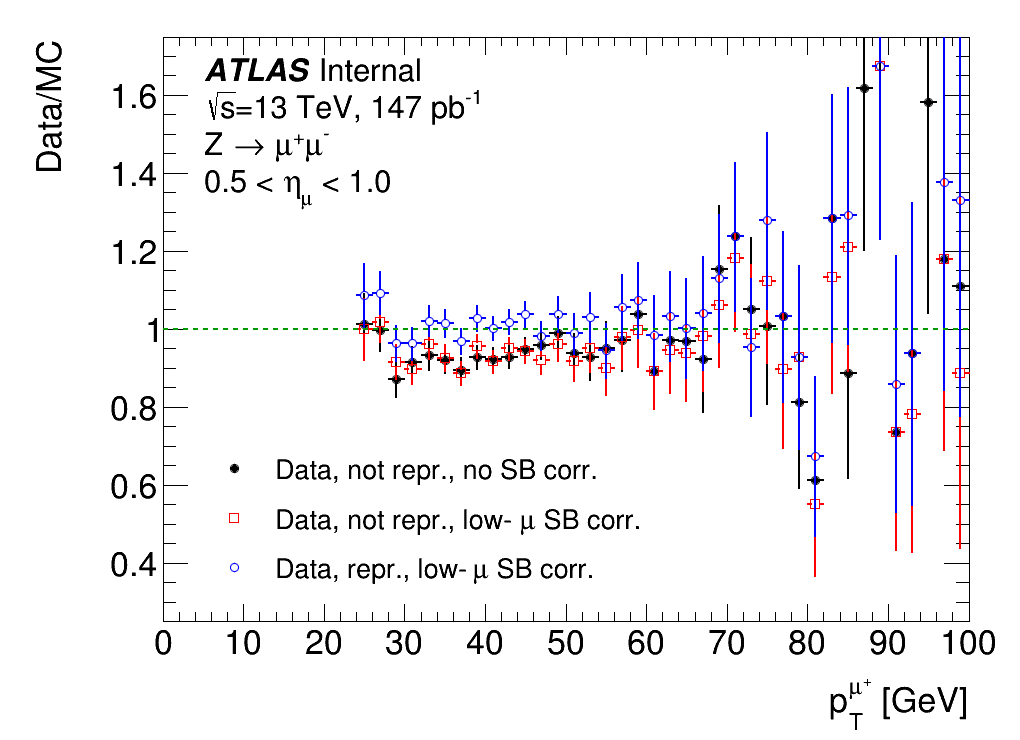 Data/MC
ATLAS Internal
√s=13 TeV, 147 pb⁻¹
Z → μ⁺μ⁻
0.5 < η_μ < 1.0
1.6
1.4
1.2
1
0.8
0.6
0.4
Data, not repr., no SB corr.
Data, not repr., low- μ SB corr.
Data, repr., low- μ SB corr.
0 10 20 30 40 50 60 70 80 90 100
p_T^μ⁺ [GeV]